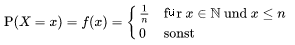 P(X = x) = f(x) = { 1/n für x ∈ ℕ und x ≤ n
0 sonst